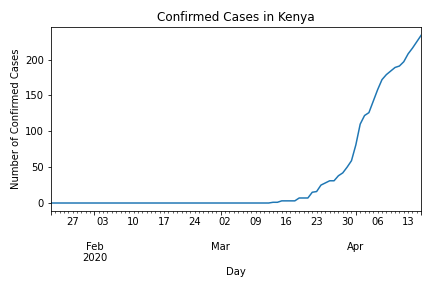 Confirmed Cases in Kenya
Number of Confirmed Cases
200
150
100
50
0
27 03 10 17 24 02 09 16 23 30 06 13
Feb Mar Apr
2020
Day